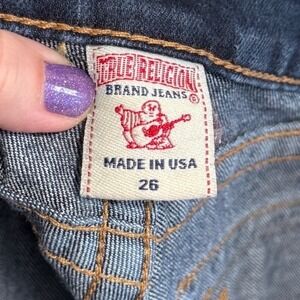 TRUE RELIGION
BRAND JEANS ®
MADE IN USA
26